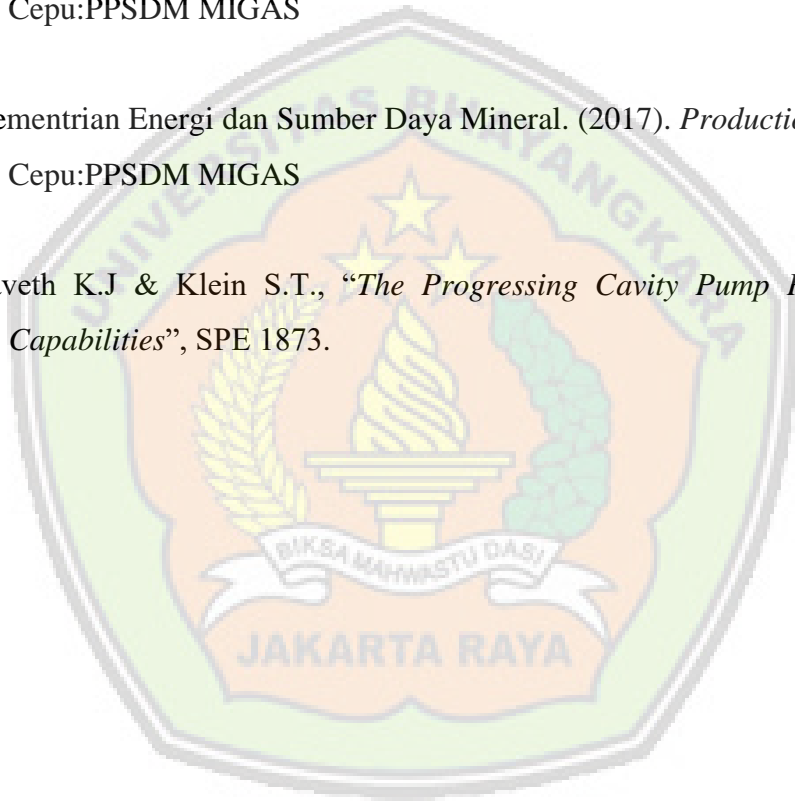 Cepu:PPSDM MIGAS
ementrian Energi dan Sumber Daya Mineral. (2017). Productio
Cepu:PPSDM MIGAS
veth K.J & Klein S.T., “The Progressing Cavity Pump
Capabilities”, SPE 1873.
UNIVERSITAS BHAYANGKARA
BIKSA MAHWASTU DASI
JAKARTA RAYA